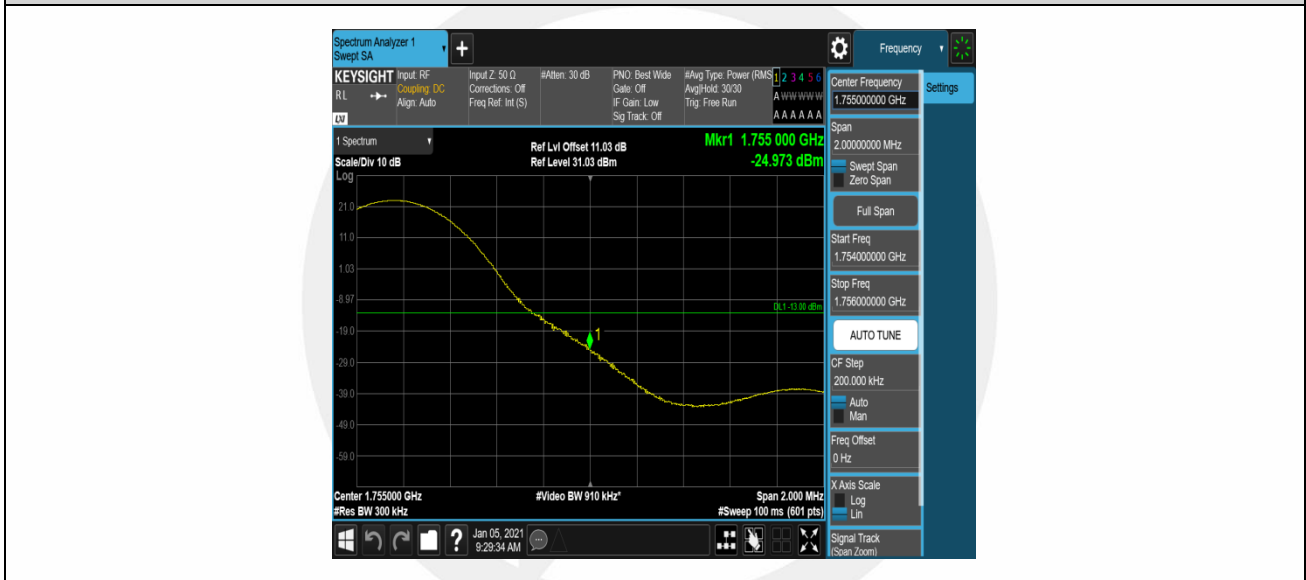 Spectrum Analyzer 1
Swept SA
+
Frequency
KEYSIGHT
RL
LXI
Input: RF
Coupling: DC
Align: Auto
Input Z: 50 Ω
Corrections: Off
Freq Ref: Int (S)
#Atten: 30 dB
PNO: Best Wide
Gate: Off
IF Gain: Low
Sig Track: Off
#Avg Type: Power (RMS
Avg|Hold: 30/30
Trig: Free Run
1 2 3 4 5 6
A W W W W W
A A A A A A
1 Spectrum
Scale/Div 10 dB
Log
Ref Lvl Offset 11.03 dB
Ref Level 31.03 dBm
Mkr1 1.755 000 GHz
-24.973 dBm
21.0
11.0
1.03
-8.97
DL1 -13.00 dBm
-19.0
1
-29.0
-39.0
-49.0
-59.0
Center 1.755000 GHz
#Res BW 300 kHz
#Video BW 910 kHz*
Span 2.000 MHz
#Sweep 100 ms (601 pts)
?
Jan 05, 2021
9:29:34 AM
Center Frequency
1.755000000 GHz
Settings
Span
2.00000000 MHz
Swept Span
Zero Span
Full Span
Start Freq
1.754000000 GHz
Stop Freq
1.756000000 GHz
AUTO TUNE
CF Step
200.000 kHz
Auto
Man
Freq Offset
0 Hz
X Axis Scale
Log
Lin
Signal Track
(Span Zoom)